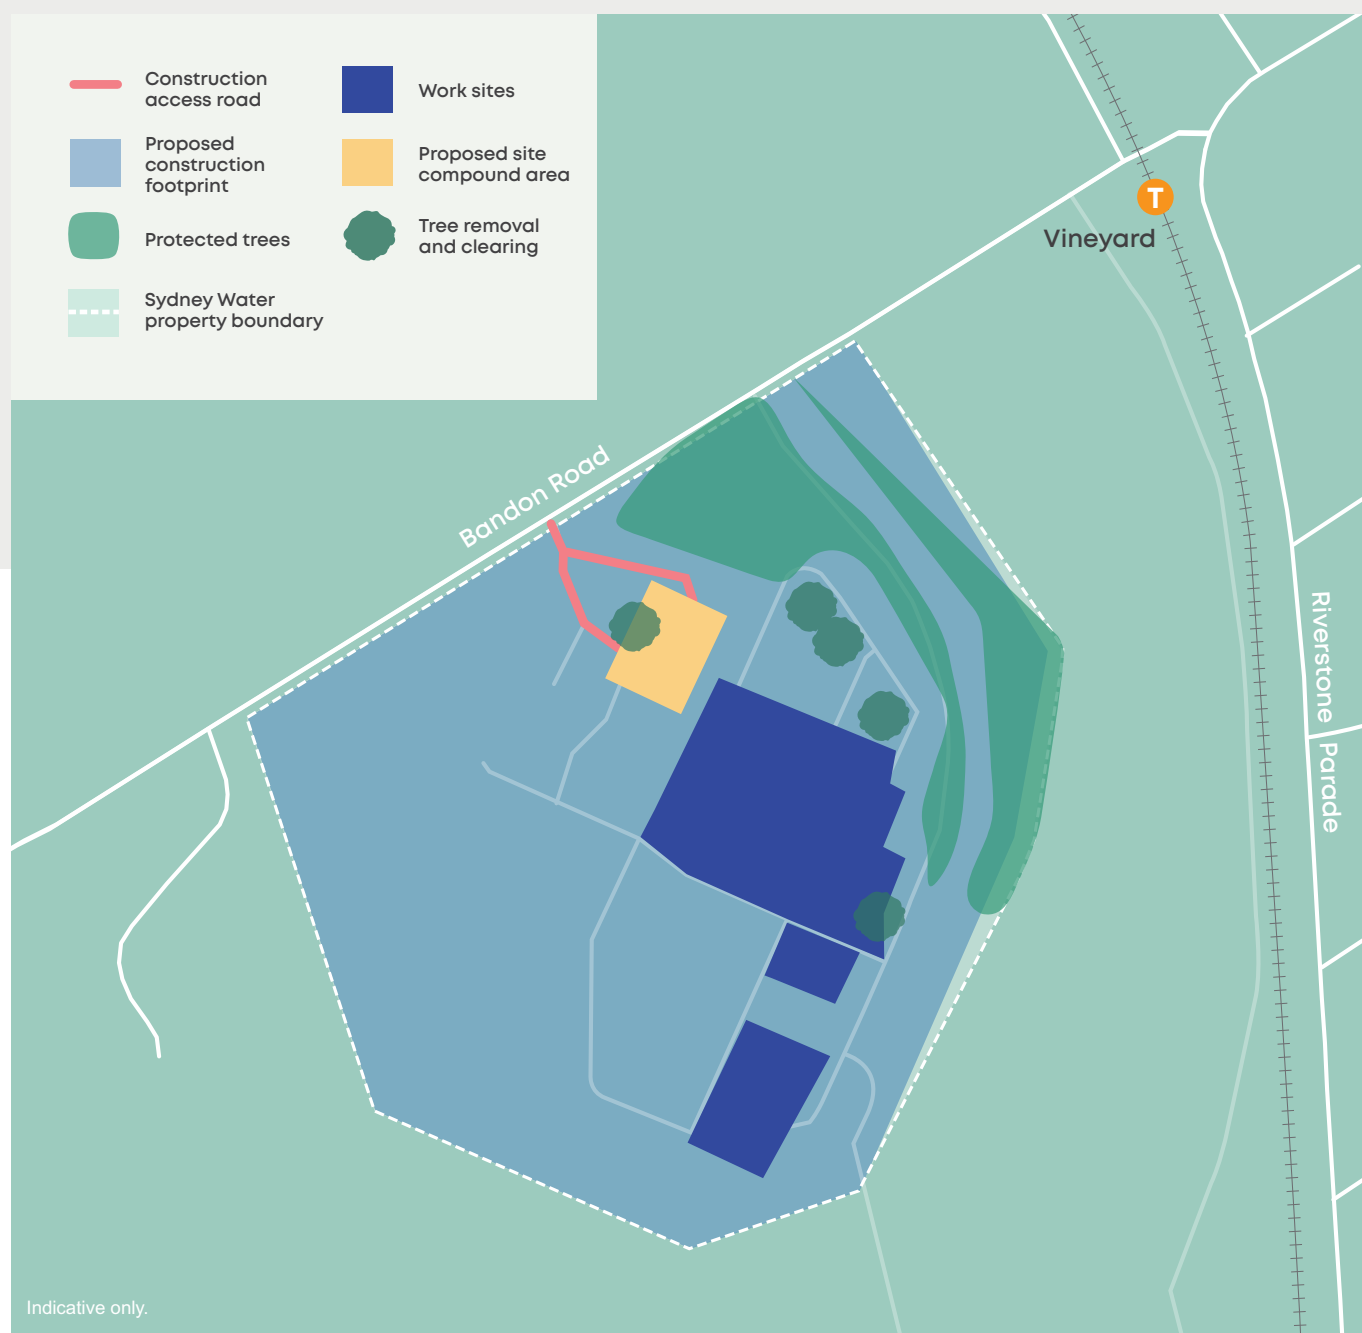 Construction
access road
Work sites
Proposed
construction
footprint
Proposed site
compound area
Protected trees
Tree removal
and clearing
Sydney Water
property boundary
T
Vineyard
Bandon Road
Riverstone Parade
Indicative only.